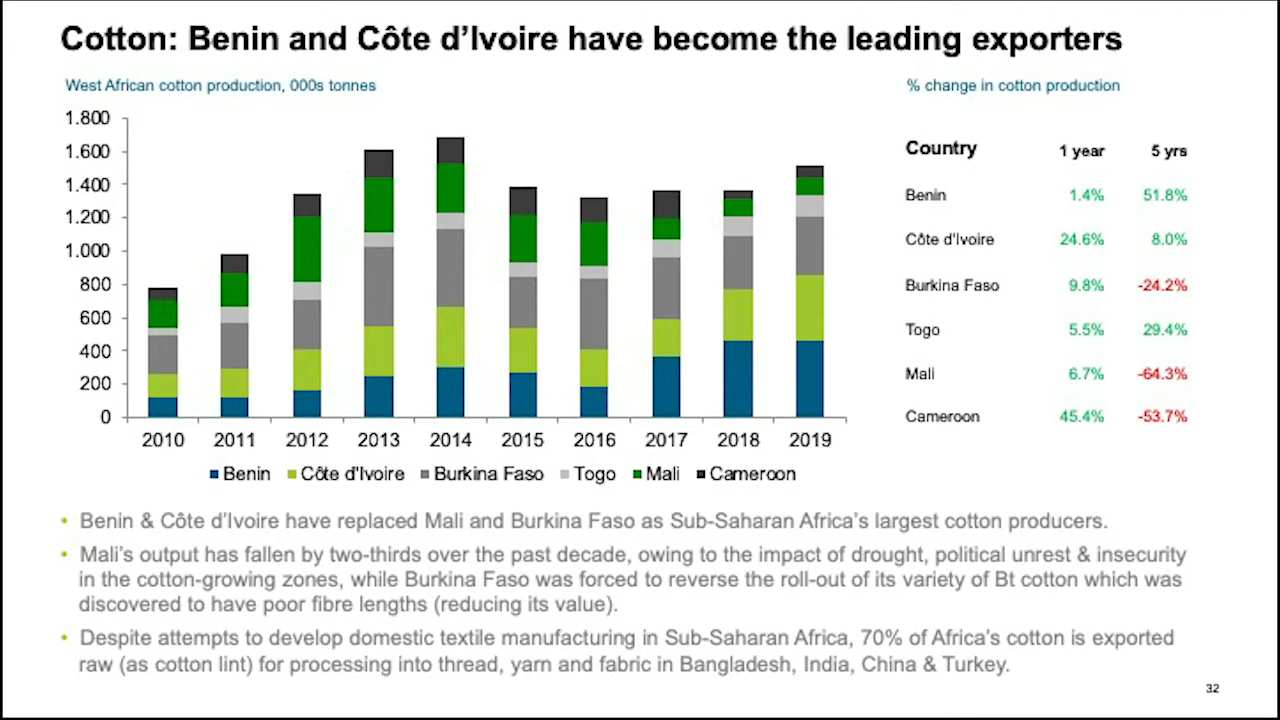 Cotton: Benin and Côte d'Ivoire have become the leading exporters
West African cotton production, 000s tonnes
1.800
1.600
1.400
1.200
1.000
800
600
400
200
0
2010 2011 2012 2013 2014 2015 2016 2017 2018 2019
Benin Côte d'Ivoire Burkina Faso Togo Mali Cameroon
% change in cotton production
Country 1 year 5 yrs
Benin 1.4% 51.8%
Côte d'Ivoire 24.6% 8.0%
Burkina Faso 9.8% -24.2%
Togo 5.5% 29.4%
Mali 6.7% -64.3%
Cameroon 45.4% -53.7%
• Benin & Côte d'Ivoire have replaced Mali and Burkina Faso as Sub-Saharan Africa's largest cotton producers.
• Mali's output has fallen by two-thirds over the past decade, owing to the impact of drought, political unrest & insecurity
in the cotton-growing zones, while Burkina Faso was forced to reverse the roll-out of its variety of Bt cotton which was
discovered to have poor fibre lengths (reducing its value).
• Despite attempts to develop domestic textile manufacturing in Sub-Saharan Africa, 70% of Africa's cotton is exported
raw (as cotton lint) for processing into thread, yarn and fabric in Bangladesh, India, China & Turkey.
32